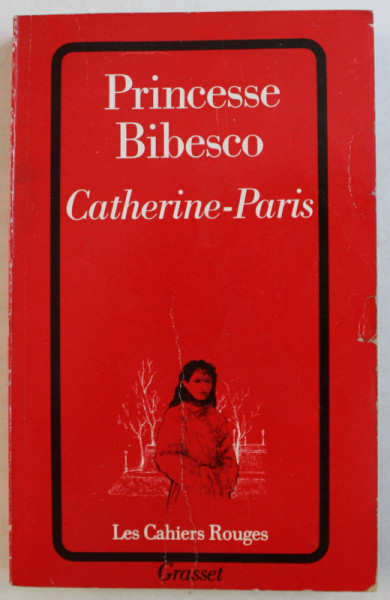 Princesse
Bibesco
Catherine-Paris
Les Cahiers Rouges
Grasset